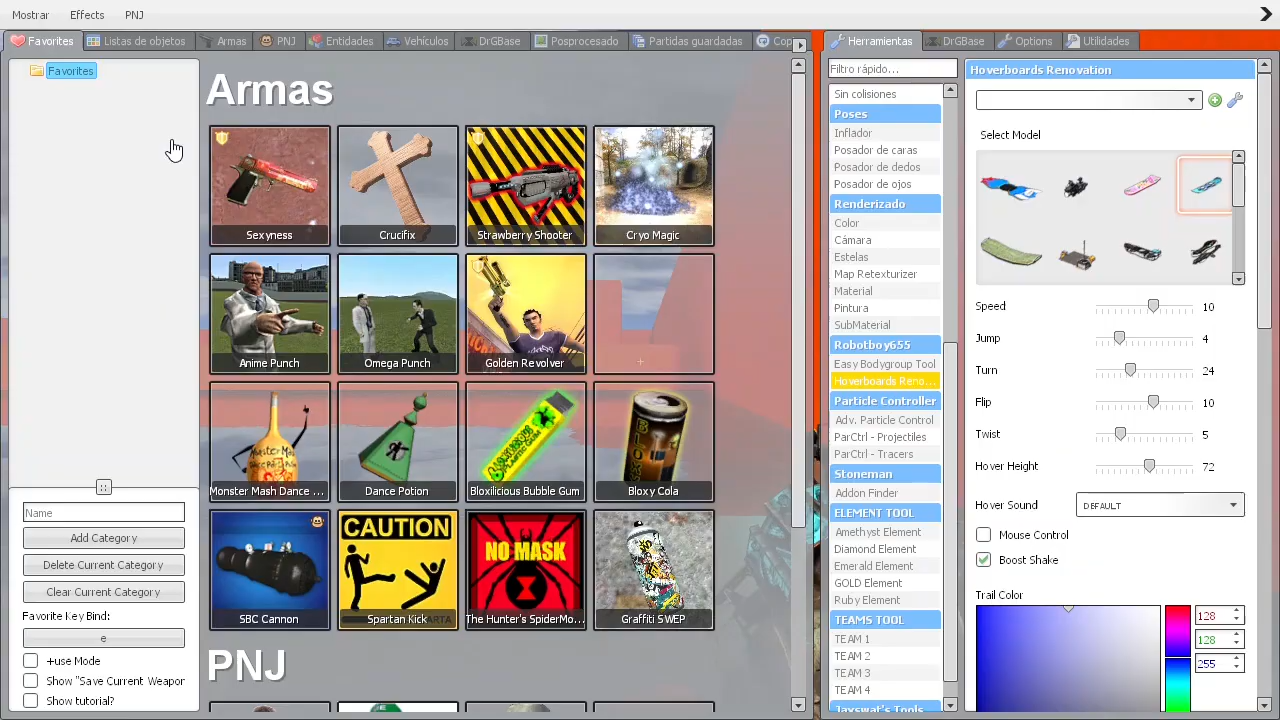 Mostrar Effects PNJ
Favorites Listas de objetos Armas PNJ Entidades Vehículos DrGBase Posprocesado Partidas guardadas Cop
Herramientas DrGBase Options Utilidades
Favorites
Armas
Sexyness Crucifix Strawberry Shooter Cryo Magic
Anime Punch Omega Punch Golden Revolver
Monster Mash Dance ... Dance Potion Bloxilicious Bubble Gum Bloxy Cola
CAUTION
NO MASK
SBC Cannon Spartan Kick The Hunter's SpiderMo... Graffiti SWEP
PNJ
Name
Add Category
Delete Current Category
Clear Current Category
Favorite Key Bind:
e
+use Mode
Show "Save Current" Weapon
Show tutorial?
Filtro rápido...
Sin colisiones
Poses
Inflador
Posador de caras
Posador de dedos
Posador de ojos
Renderizado
Color
Cámara
Estelas
Map Retexturizer
Material
Pintura
SubMaterial
Robotboy655
Easy Bodygroup Tool
Hoverboards Reno...
Particle Controller
Adv. Particle Control
ParCtrl - Projectiles
ParCtrl - Tracers
Stoneman
Addon Finder
ELEMENT TOOL
Amethyst Element
Diamond Element
Emerald Element
GOLD Element
Ruby Element
TEAMS TOOL
TEAM 1
TEAM 2
TEAM 3
TEAM 4
Jayswat's Tools
Hoverboards Renovation
Select Model
Speed 10
Jump 4
Turn 24
Flip 10
Twist 5
Hover Height 72
Hover Sound DEFAULT
Mouse Control
Boost Shake
Trail Color
128
128
255